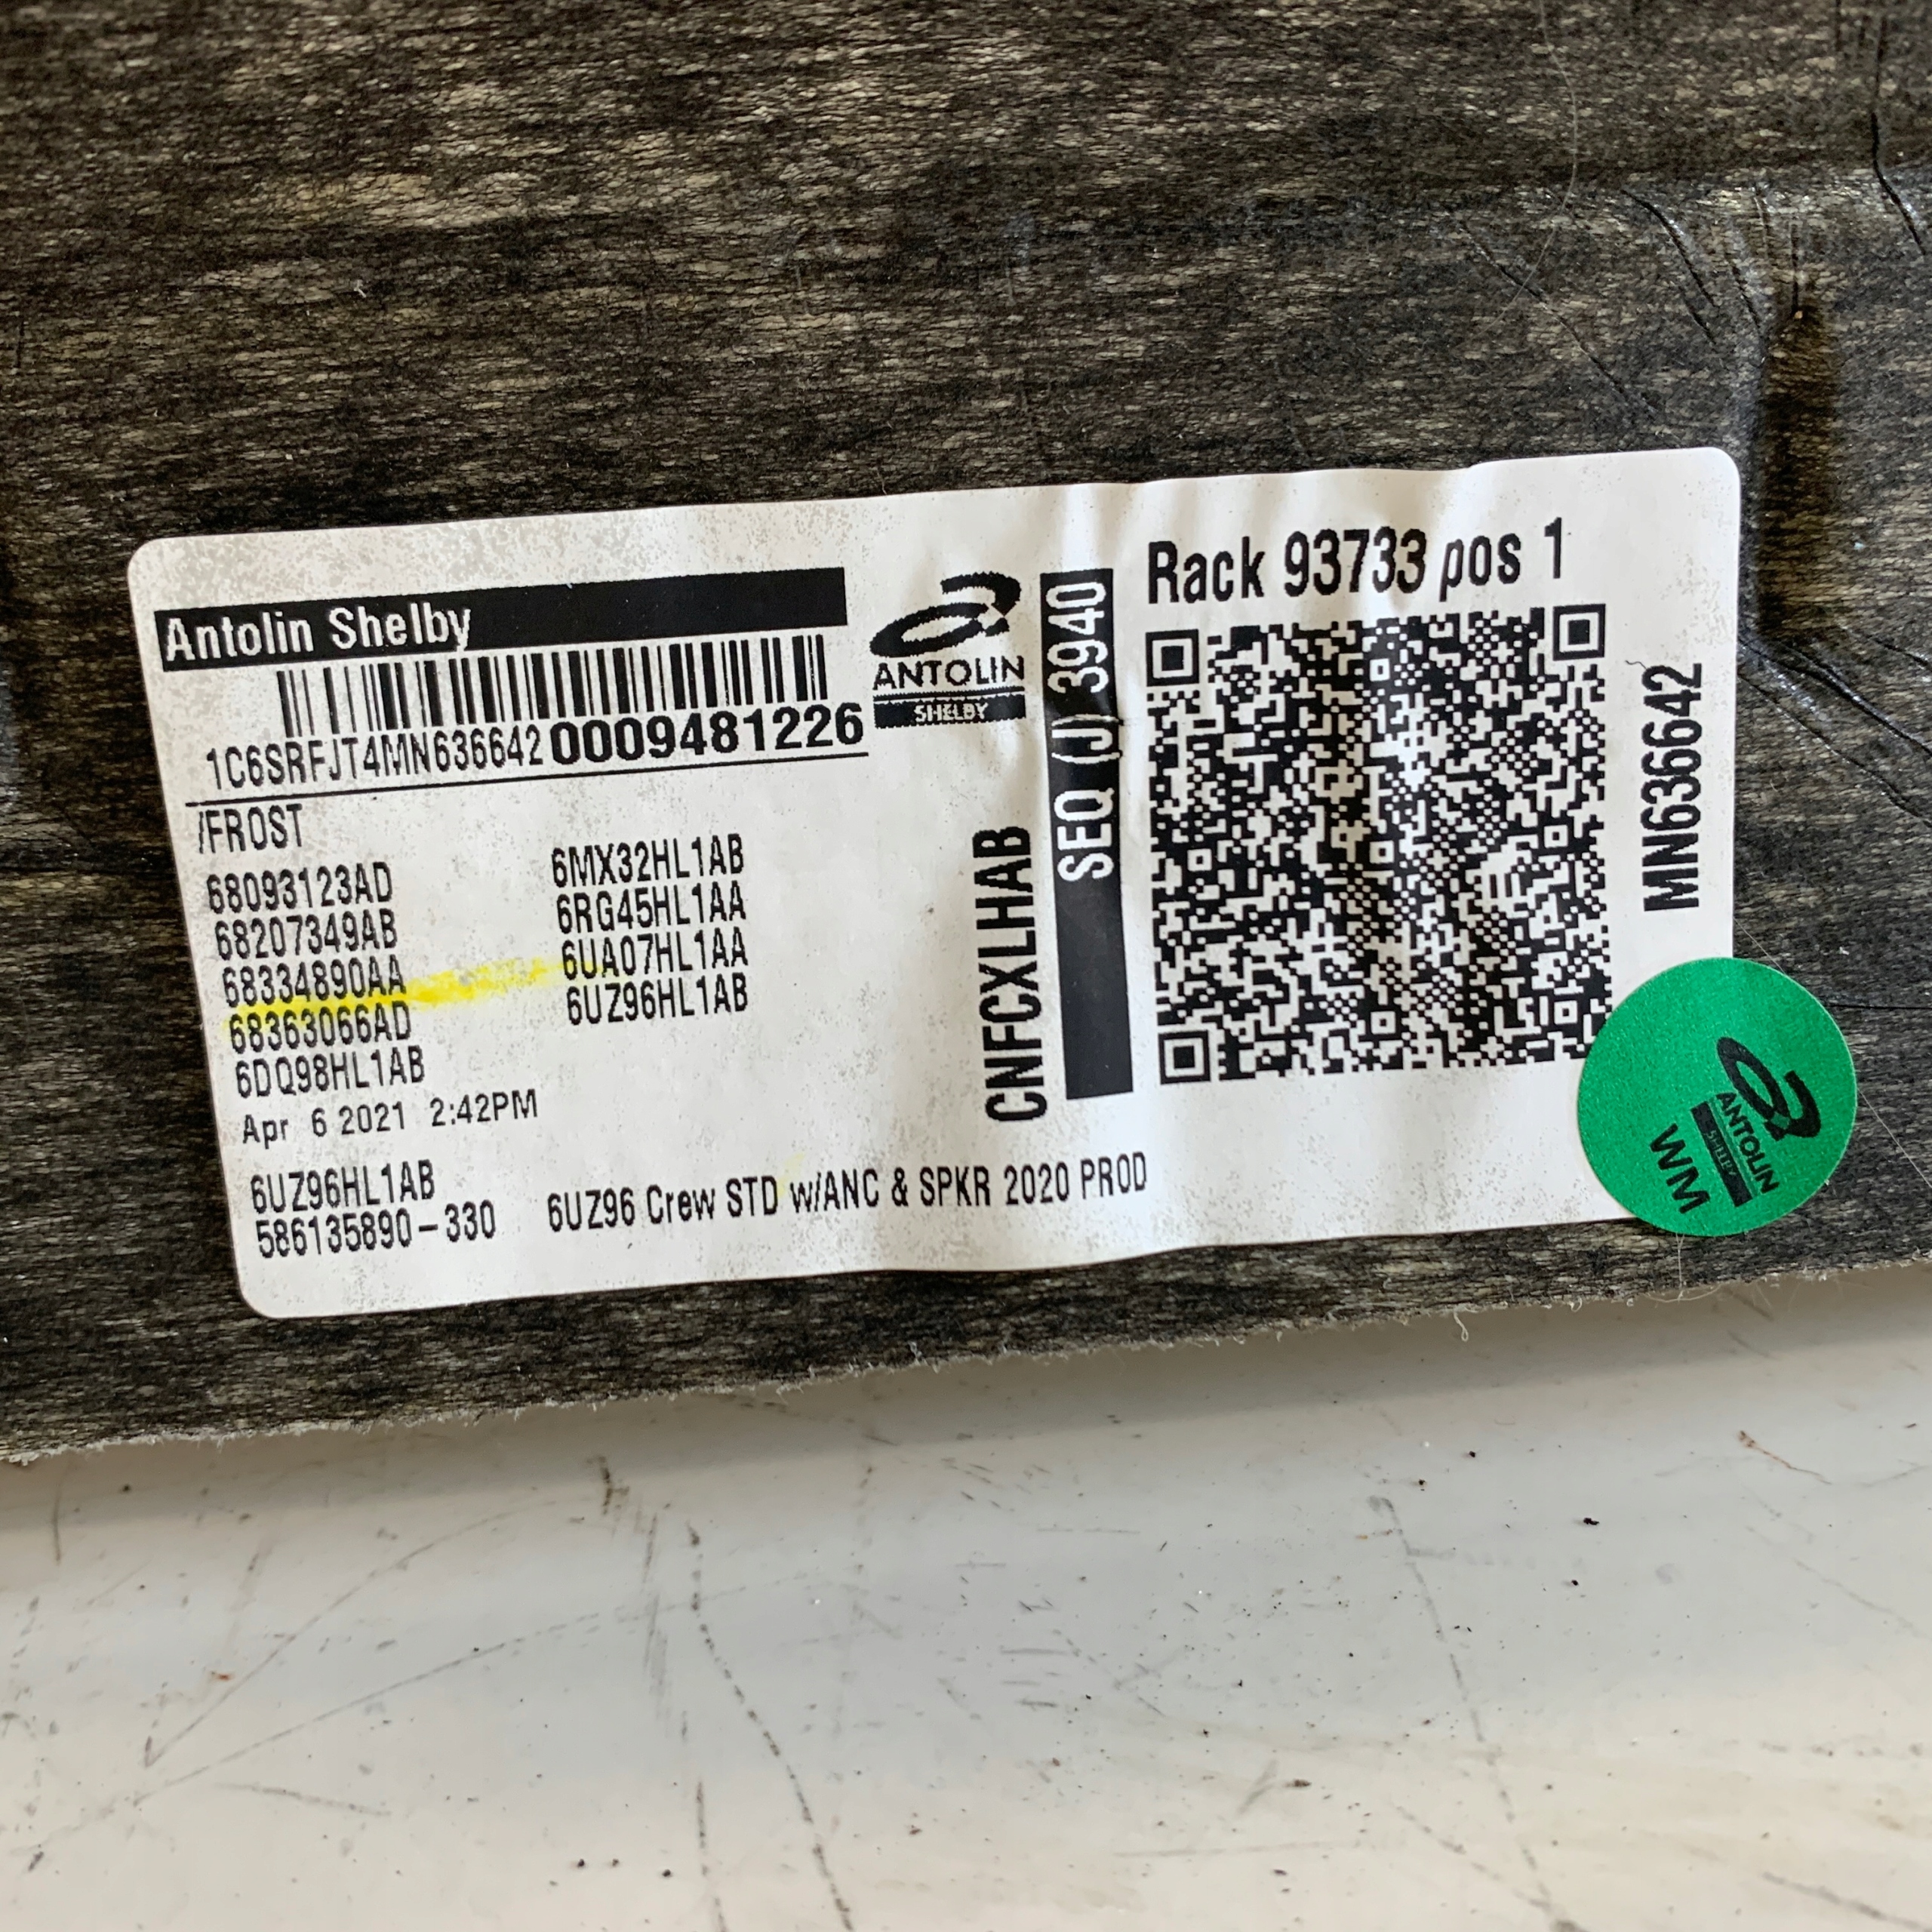 Antolin Shelby
1C6SRFJT4MN636642 0009481226
ANTOLIN
SHELBY
/FROST
68093123AD
68207349AB
68334890AA
68363066AD
6DQ98HL1AB
6MX32HL1AB
6RG45HL1AA
6UA07HL1AA
6UZ96HL1AB
Apr 6 2021 2:42PM
6UZ96HL1AB
586135890-330
6UZ96 Crew STD w/ANC & SPKR 2020 PROD
CNFCXLHAB
SEQ (J) 3940
Rack 93733 pos 1
MN636642
ANTOLIN
SHELBY
WM